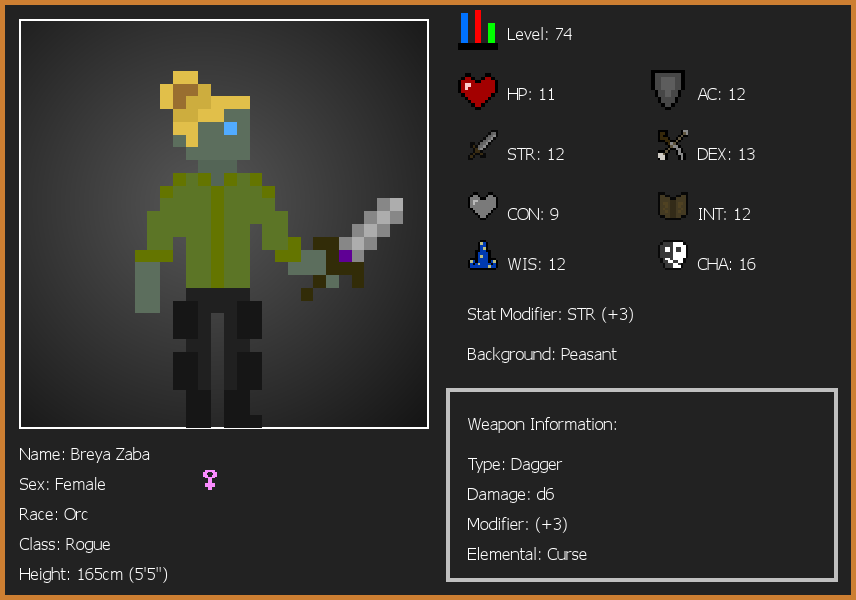 Level: 74
HP: 11
AC: 12
STR: 12
DEX: 13
CON: 9
INT: 12
WIS: 12
CHA: 16
Stat Modifier: STR (+3)
Background: Peasant
Weapon Information:
Type: Dagger
Damage: d6
Modifier: (+3)
Elemental: Curse
Name: Breya Zaba
Sex: Female
Race: Orc
Class: Rogue
Height: 165cm (5'5")